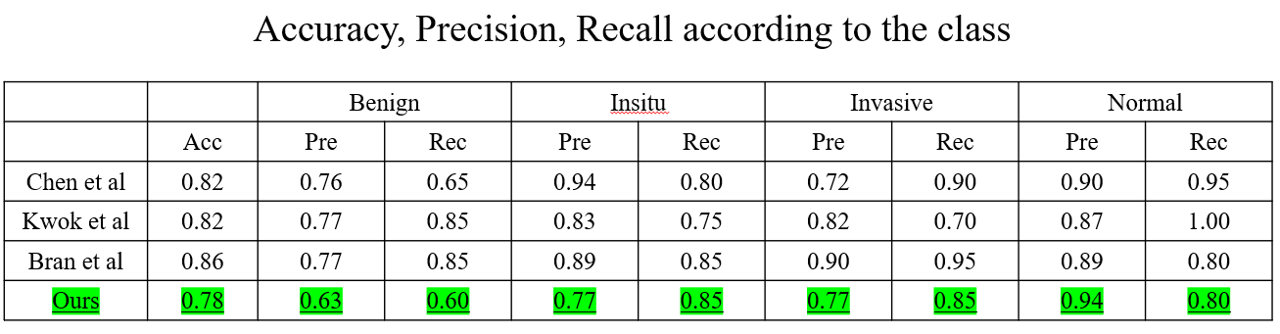 Accuracy, Precision, Recall according to the class
Benign Insitu Invasive Normal
Acc Pre Rec Pre Rec Pre Rec Pre Rec
Chen et al 0.82 0.76 0.65 0.94 0.80 0.72 0.90 0.90 0.95
Kwok et al 0.82 0.77 0.85 0.83 0.75 0.82 0.70 0.87 1.00
Bran et al 0.86 0.77 0.85 0.89 0.85 0.90 0.95 0.89 0.80
Ours 0.78 0.63 0.60 0.77 0.85 0.77 0.85 0.94 0.80